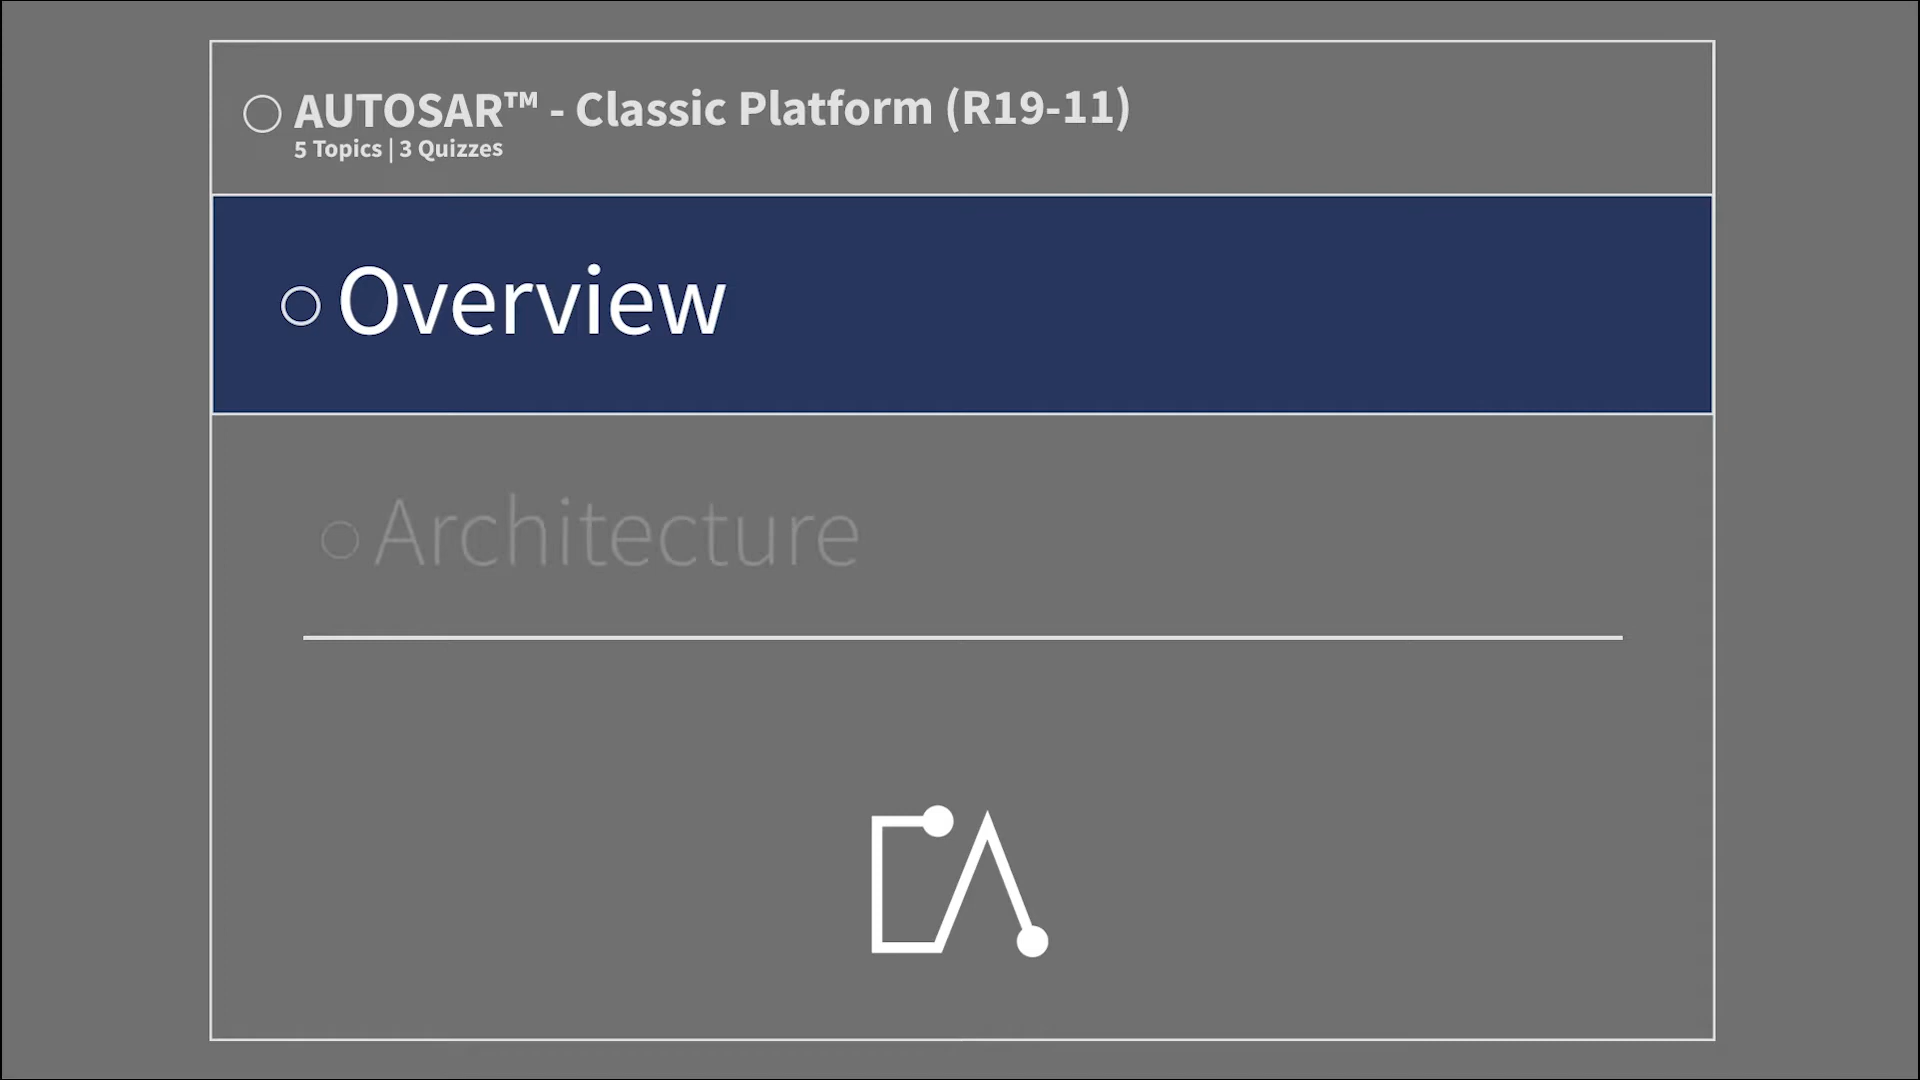 AUTOSAR™ - Classic Platform (R19-11)
5 Topics | 3 Quizzes
Overview
Architecture